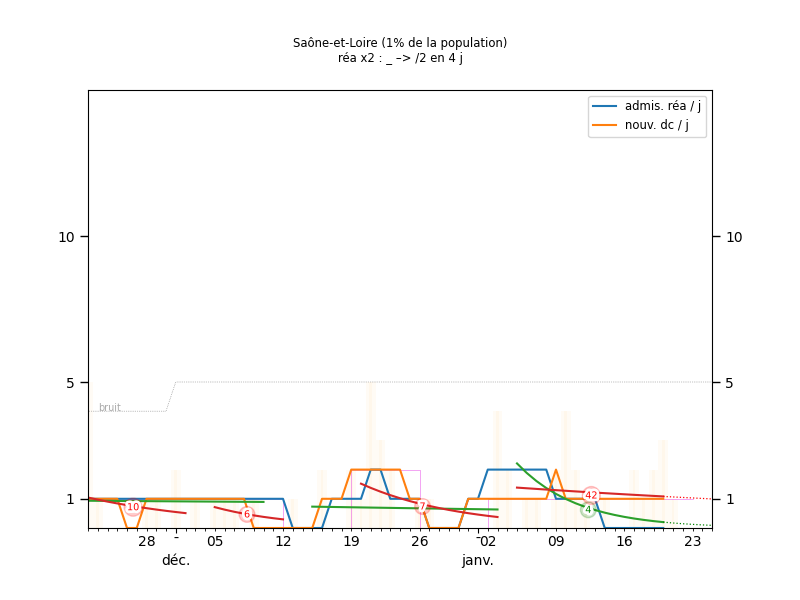 Saône-et-Loire (1% de la population)
réa x2 : _ –> /2 en 4 j
admis. réa / j
nouv. dc / j
10 10
5 5
bruit
1 1
10 6 7 42 4
28 - 05 12 19 26 -02 09 16 23
déc. janv.